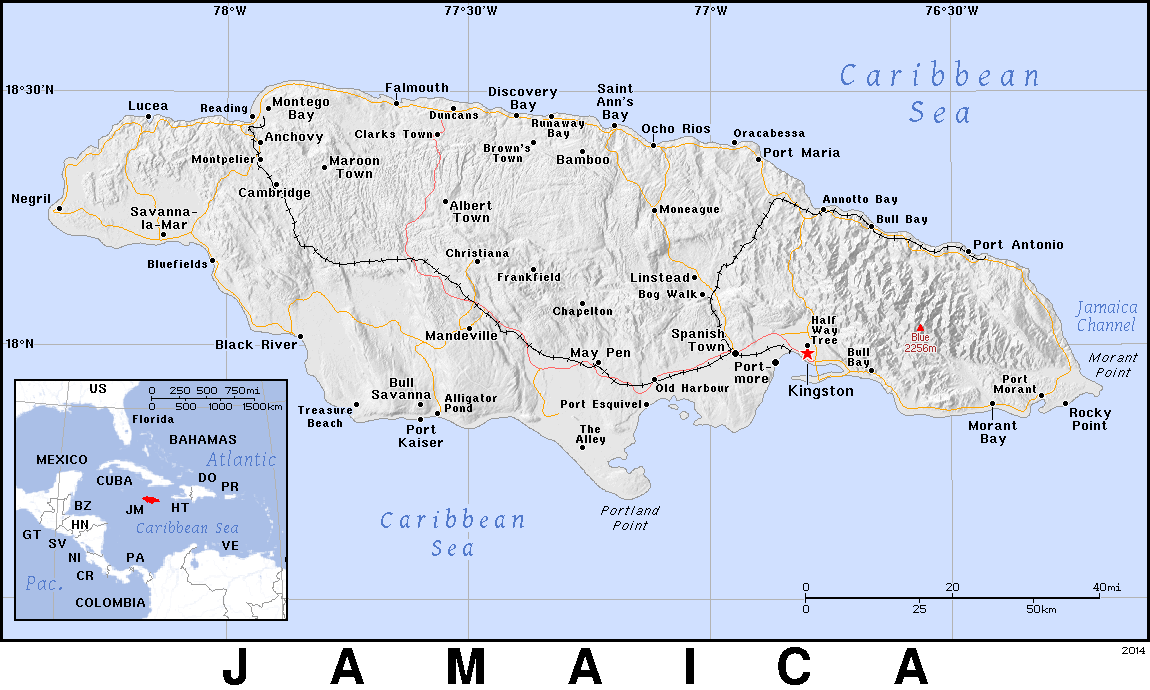 78°W
77°30'W
77°W
76°30'W
18°30'N
18°N
Caribbean
Sea
Lucea
Reading
Montego
Bay
Falmouth
Duncans
Discovery
Bay
Runaway
Bay
Saint
Ann's
Bay
Ocho Rios
Oracabessa
Port Maria
Anchovy
Clarks Town
Brown's
Town
Bamboo
Montpelier
Maroon
Town
Cambridge
Negril
Savanna-
la-Mar
Albert
Town
Moneague
Annotto Bay
Bull Bay
Port Antonio
Bluefields
Christiana
Frankfield
Linstead
Bog Walk
Chapelton
Jamaica
Channel
Black River
Mandeville
Spanish
Town
Half
Way
Tree
Blue
2256m
May Pen
Port-
more
Bull
Bay
Morant
Point
Kingston
Old Harbour
Port
Morant
Bull
Savanna
Alligator
Pond
Treasure
Beach
Port
Kaiser
Port Esquivel
The
Alley
Morant
Bay
Rocky
Point
Portland
Point
Caribbean
Sea
US
0 250 500 750mi
0 500 1000 1500km
Florida
BAHAMAS
Atlantic
MEXICO
CUBA
DO
PR
BZ
JM
HT
HN
Caribbean Sea
GT
SV
NI
PA
VE
CR
Pac.
COLOMBIA
0 20 40mi
0 25 50km
2014
JAMAICA